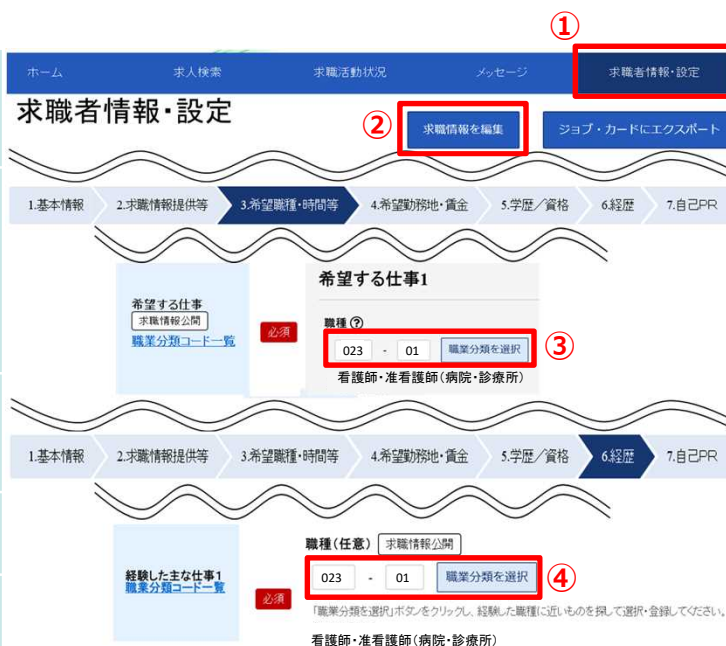 ①
ホーム 求人検索 求職活動状況 メッセージ 求職者情報・設定
求職者情報・設定
② 求職情報を編集 ジョブ・カードにエクスポート
1.基本情報 2.求職情報提供等 3.希望職種・時間等 4.希望勤務地・賃金 5.学歴/資格 6.経歴 7.自己PR
希望する仕事1
希望する仕事
求職情報公開
職業分類コード一覧
必須
職種?
023 - 01 職業分類を選択 ③
看護師・准看護師(病院・診療所)
1.基本情報 2.求職情報提供等 3.希望職種・時間等 4.希望勤務地・賃金 5.学歴/資格 6.経歴 7.自己PR
職種(任意) 求職情報公開
経験した主な仕事1
職業分類コード一覧
必須
023 - 01 職業分類を選択 ④
「職業分類を選択」ボタンをクリックし、経験した職種に近いものを探して選択・登録してください。
看護師・准看護師(病院・診療所)